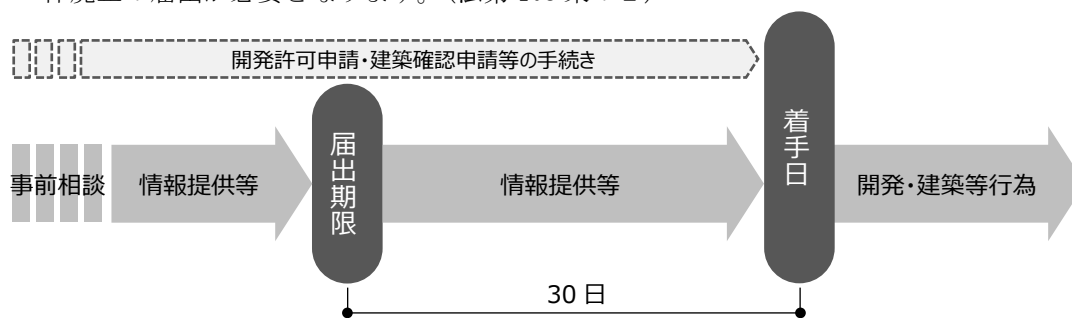 開発許可申請・建築確認申請等の手続き
事前相談
情報提供等
届出期限
情報提供等
着手日
開発・建築等行為
30日